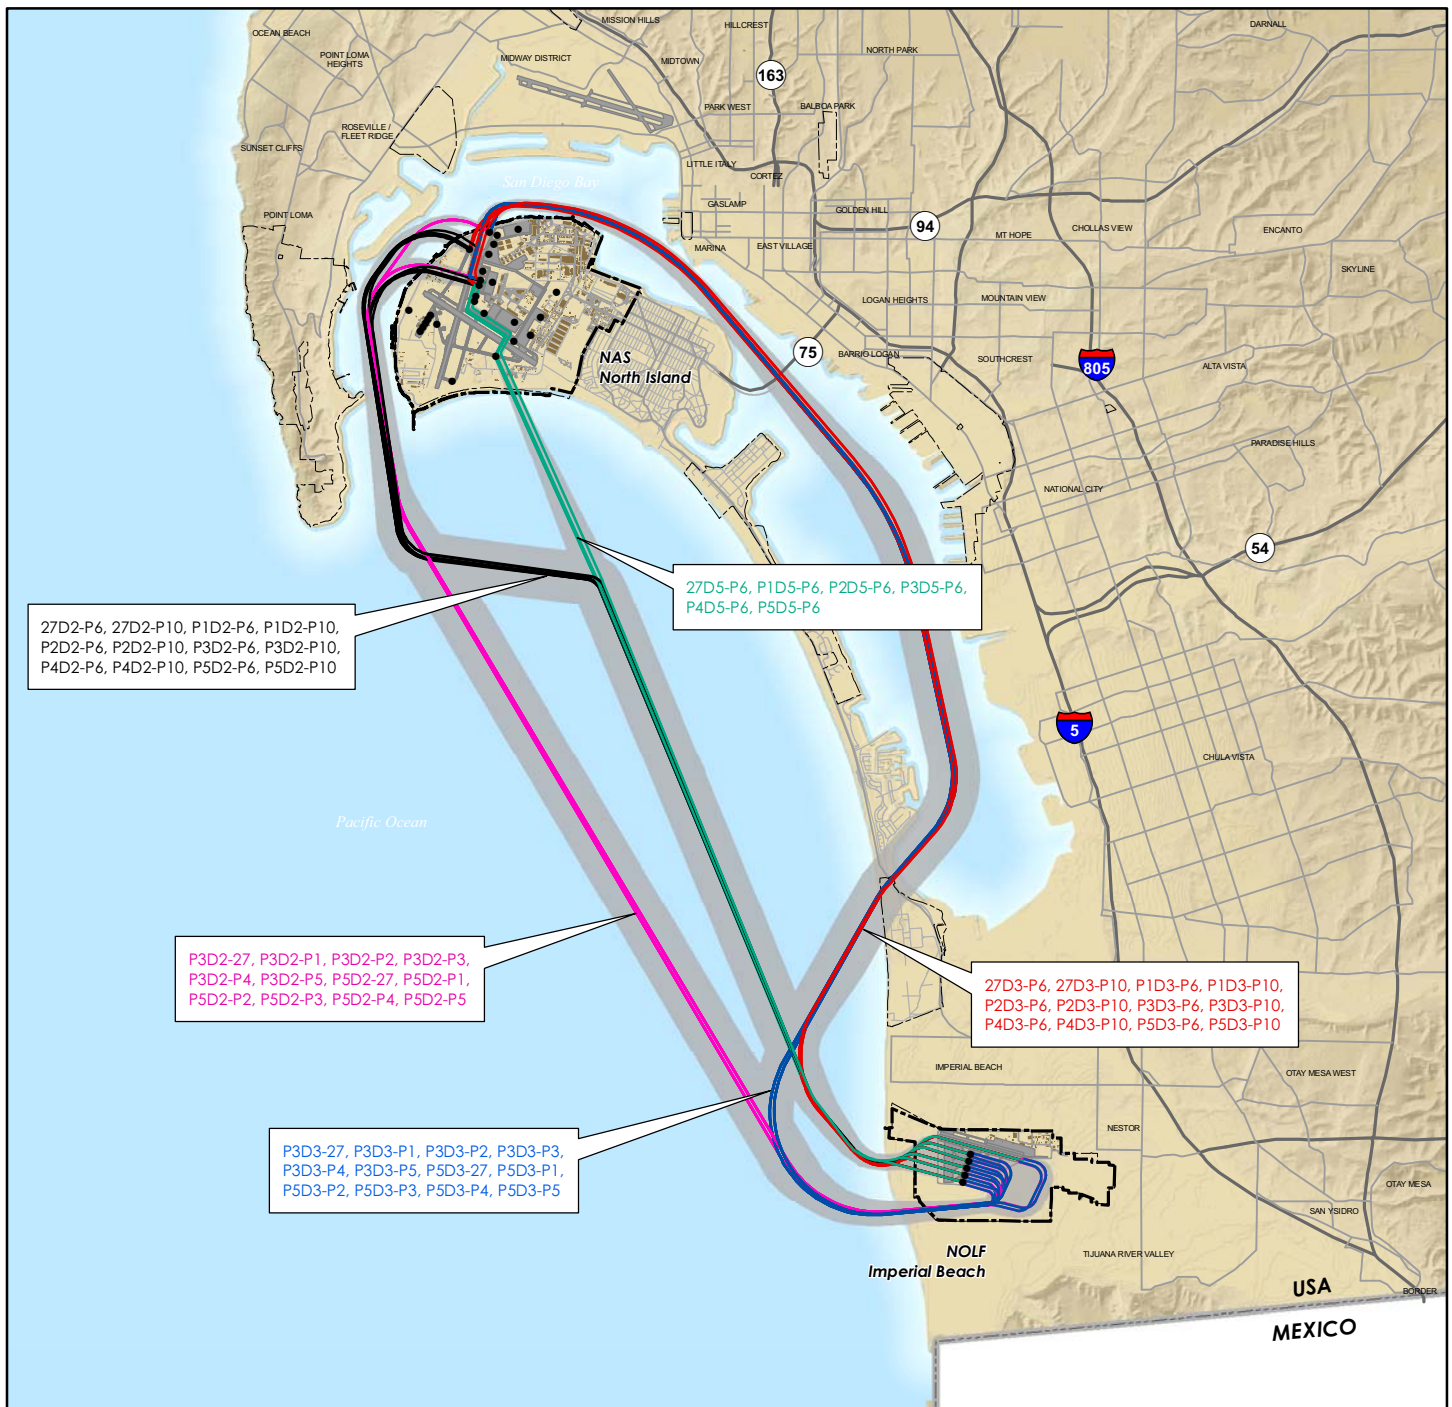 MISSION HILLS
HILLCREST
DARNALL
OCEAN BEACH
POINT LOMA
HEIGHTS
MIDWAY DISTRICT
MIDTOWN
NORTH PARK
163
PARK WEST
BALBOA PARK
ROSEVILLE /
FLEET RIDGE
SUNSET CLIFFS
LITTLE ITALY
CORTEZ
San Diego Bay
GASLAMP
GOLDEN HILL
POINT LOMA
94
MT HOPE
CHOLLAS VIEW
ENCANTO
MARINA
EAST VILLAGE
SKYLINE
LOGAN HEIGHTS
MOUNTAIN VIEW
NAS
North Island
75
BARRIO LOGAN
SOUTHCREST
805
ALTA VISTA
PARADISE HILLS
NATIONAL CITY
54
27D5-P6, P1D5-P6, P2D5-P6, P3D5-P6,
P4D5-P6, P5D5-P6
27D2-P6, 27D2-P10, P1D2-P6, P1D2-P10,
P2D2-P6, P2D2-P10, P3D2-P6, P3D2-P10,
P4D2-P6, P4D2-P10, P5D2-P6, P5D2-P10
5
CHULA VISTA
Pacific Ocean
P3D2-27, P3D2-P1, P3D2-P2, P3D2-P3,
P3D2-P4, P3D2-P5, P5D2-27, P5D2-P1,
P5D2-P2, P5D2-P3, P5D2-P4, P5D2-P5
27D3-P6, 27D3-P10, P1D3-P6, P1D3-P10,
P2D3-P6, P2D3-P10, P3D3-P6, P3D3-P10,
P4D3-P6, P4D3-P10, P5D3-P6, P5D3-P10
IMPERIAL BEACH
OTAY MESA WEST
NESTOR
P3D3-27, P3D3-P1, P3D3-P2, P3D3-P3,
P3D3-P4, P3D3-P5, P5D3-27, P5D3-P1,
P5D3-P2, P5D3-P3, P5D3-P4, P5D3-P5
OTAY MESA
SAN YSIDRO
NOLF
Imperial Beach
TIJUANA RIVER VALLEY
USA
BORDER
MEXICO